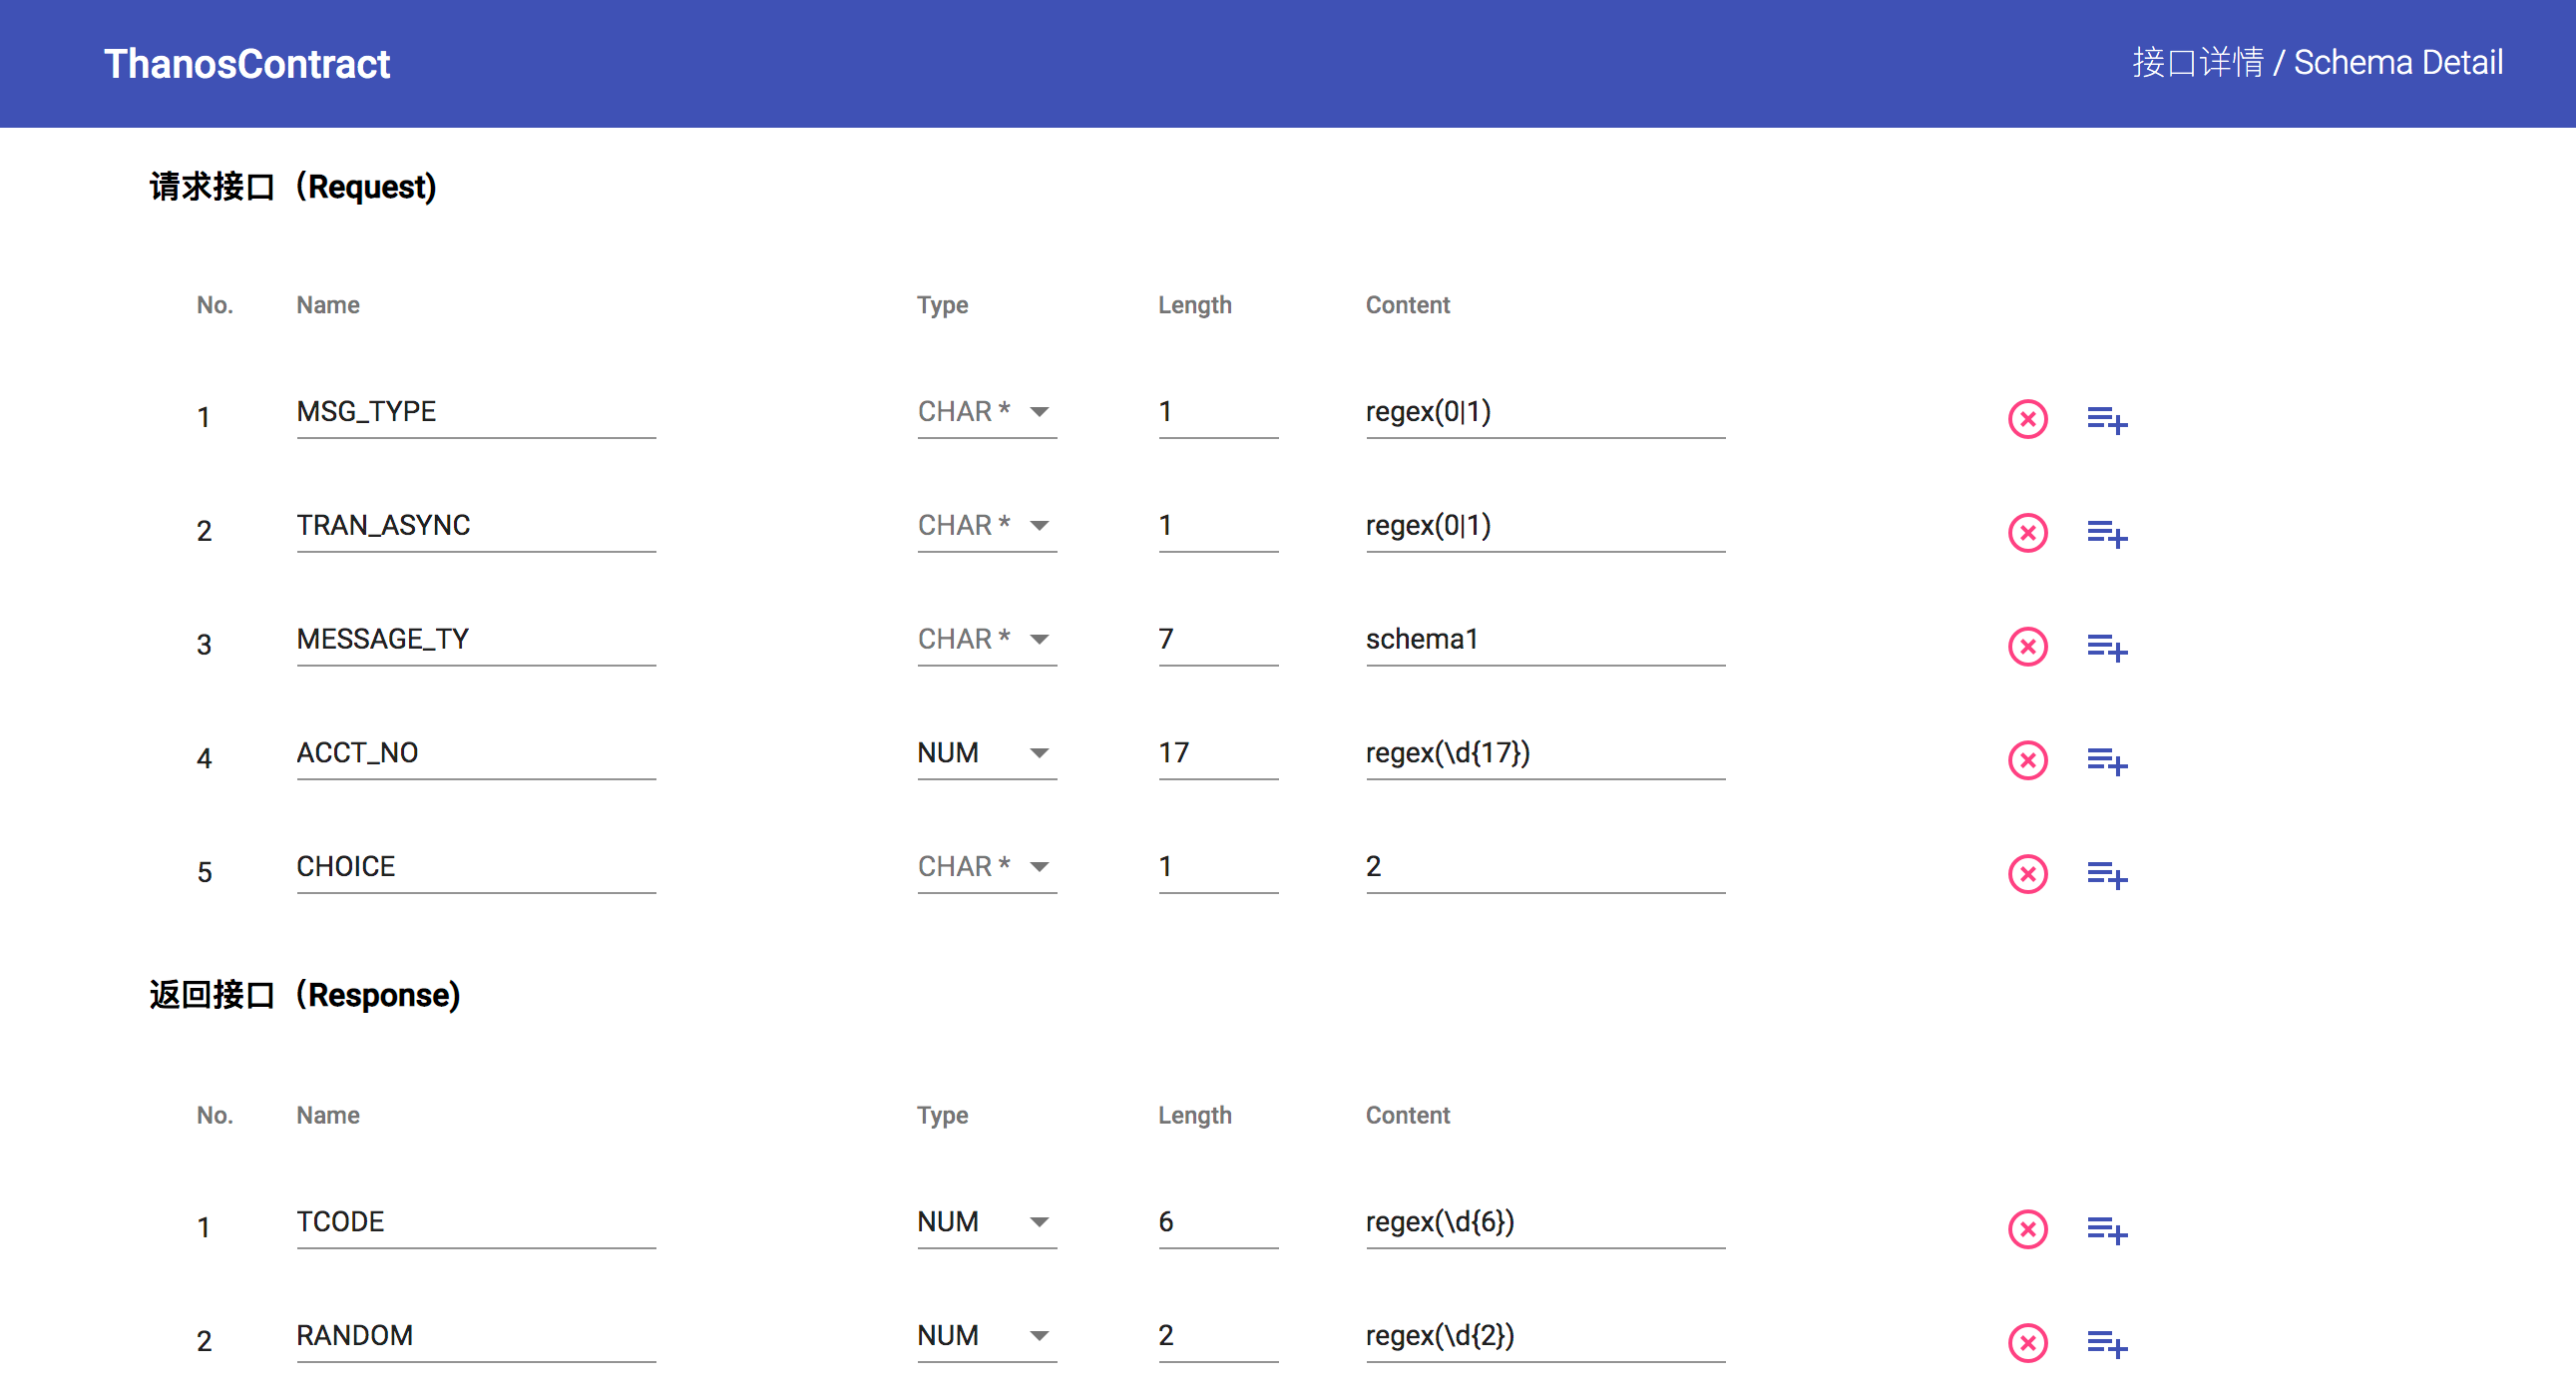 ThanosContract 接口详情 / Schema Detail
请求接口（Request)
No. Name Type Length Content
1 MSG_TYPE CHAR * 1 regex(0|1)
2 TRAN_ASYNC CHAR * 1 regex(0|1)
3 MESSAGE_TY CHAR * 7 schema1
4 ACCT_NO NUM 17 regex(\d{17})
5 CHOICE CHAR * 1 2
返回接口（Response)
No. Name Type Length Content
1 TCODE NUM 6 regex(\d{6})
2 RANDOM NUM 2 regex(\d{2})